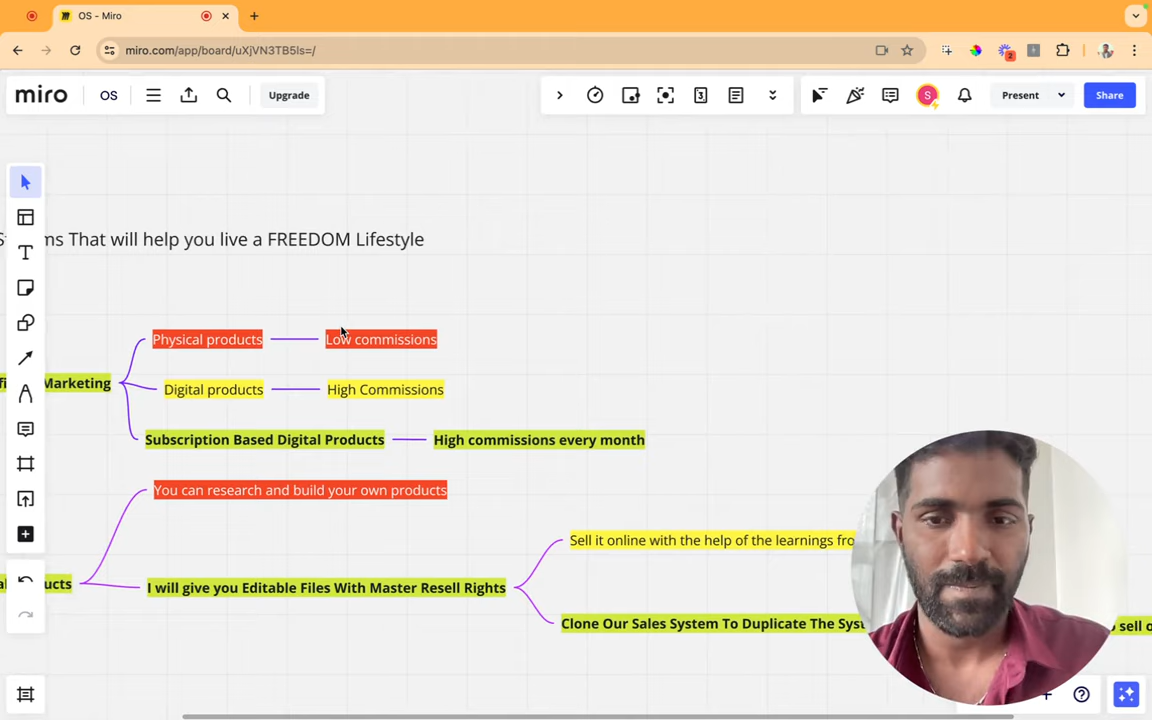 OS - Miro
miro.com/app/board/uXjVN3TB5Is=/
2
miro
OS
Upgrade
3
S
Present
Share
ms That will help you live a FREEDOM Lifestyle
Physical products
Low commissions
Marketing
Digital products
High Commissions
Subscription Based Digital Products
High commissions every month
You can research and build your own products
Sell it online with the help of the learnings fro
ucts
I will give you Editable Files With Master Resell Rights
Clone Our Sales System To Duplicate The Sys
sell o